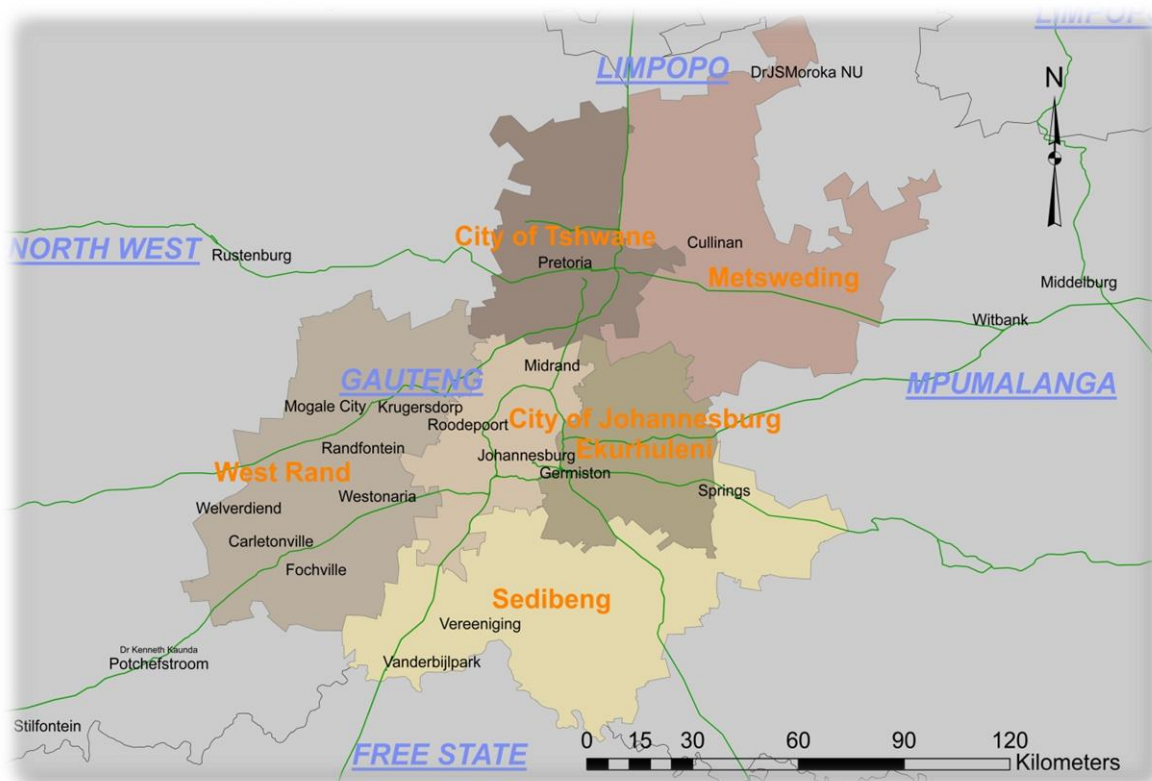 LIMPOPO
LIMPOPO
DrJSMoroka NU
N
City of Tshwane
Cullinan
NORTH WEST
Rustenburg
Pretoria
Metsweding
Middelburg
Witbank
Midrand
GAUTENG
MPUMALANGA
Mogale City
Krugersdorp
City of Johannesburg
Roodepoort
Randfontein
Ekurhuleni
Johannesburg
West Rand
Germiston
Westonaria
Springs
Welverdiend
Carletonville
Fochville
Sedibeng
Vereeniging
Dr Kenneth Kaunda
Potchefstroom
Vanderbijlpark
Stilfontein
FREE STATE
0 15 30 60 90 120
Kilometers